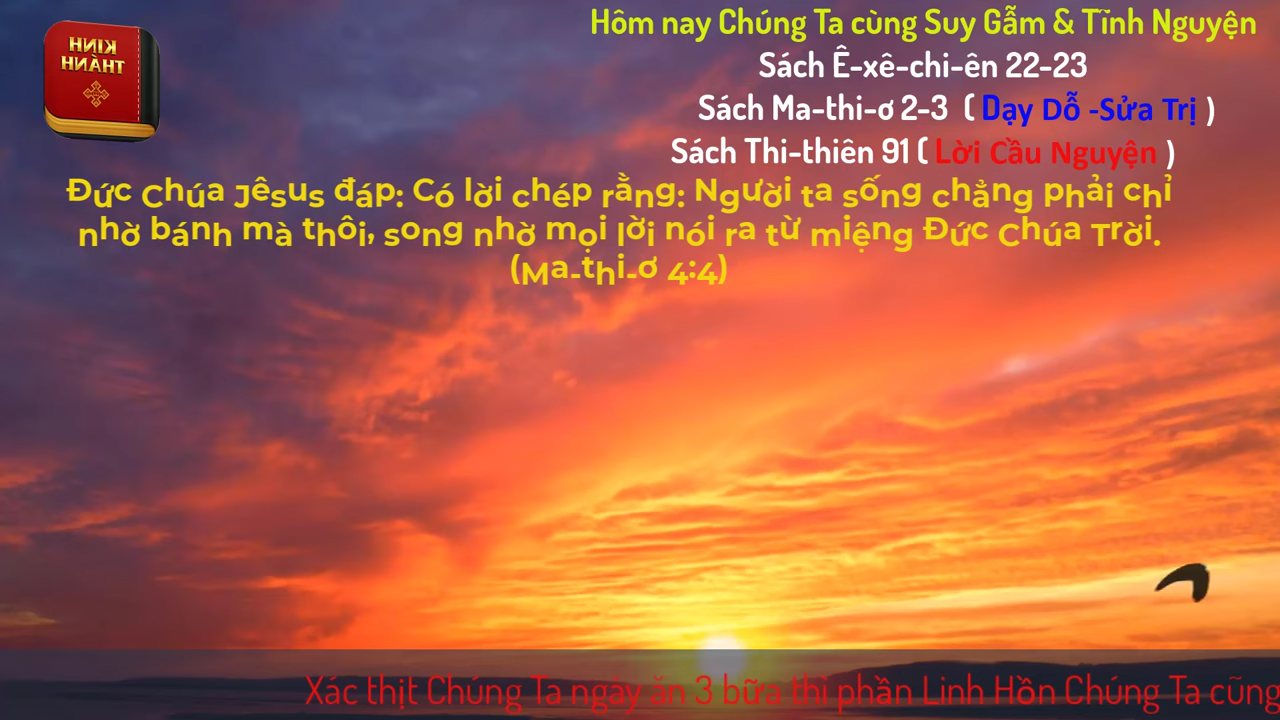 KINH
THÁNH
Hôm nay Chúng Ta cùng Suy Gẫm & Tĩnh Nguyện
Sách Ê-xê-chi-ên 22-23
Sách Ma-thi-ơ 2-3 ( Dạy Dỗ -Sửa Trị )
Sách Thi-thiên 91 ( Lời Cầu Nguyện )
Đức Chúa Jêsus đáp: Có lời chép rằng: Người ta sống chẳng phải chỉ
nhờ bánh mà thôi, song nhờ mọi lời nói ra từ miệng Đức Chúa Trời.
(Ma-thi-ơ 4:4)
Xác thịt Chúng Ta ngày ăn 3 bữa thì phần Linh Hồn Chúng Ta cũng